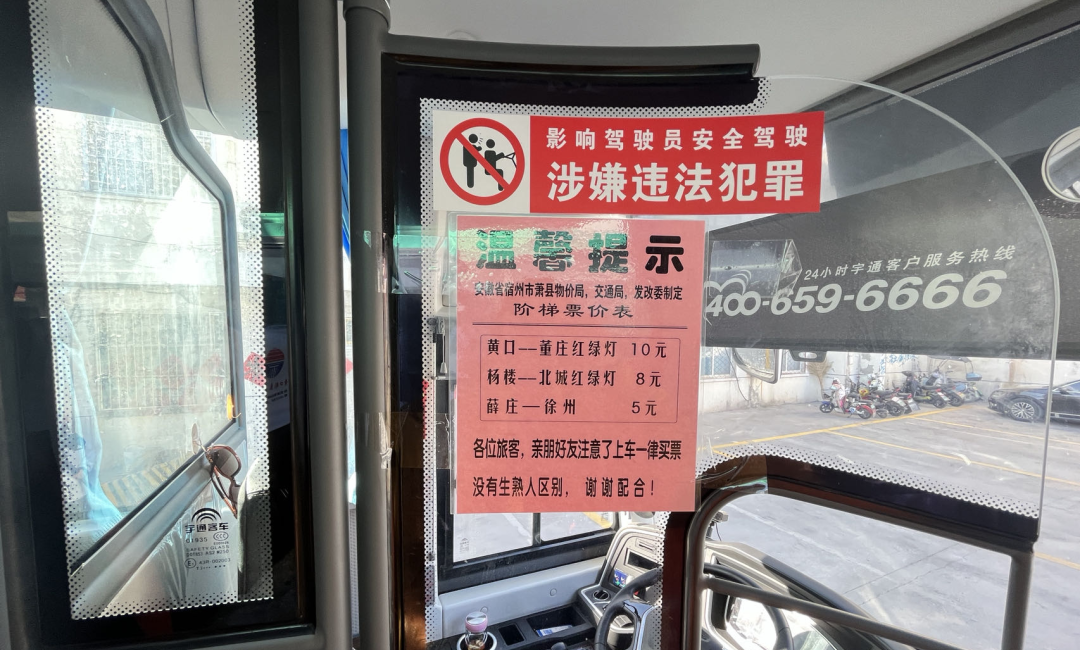 影响驾驶员安全驾驶
涉嫌违法犯罪
温馨提示
安徽省宿州市萧县物价局，交通局，发改委制定
阶梯票价表
黄口——董庄红绿灯 10元
杨楼——北城红绿灯 8元
薛庄—徐州 5元
各位旅客，亲朋好友注意了上车一律买票
没有生熟人区别，谢谢配合！
24小时宇通客户服务热线
400-659-6666
宇通客车
SAFETY GLASS